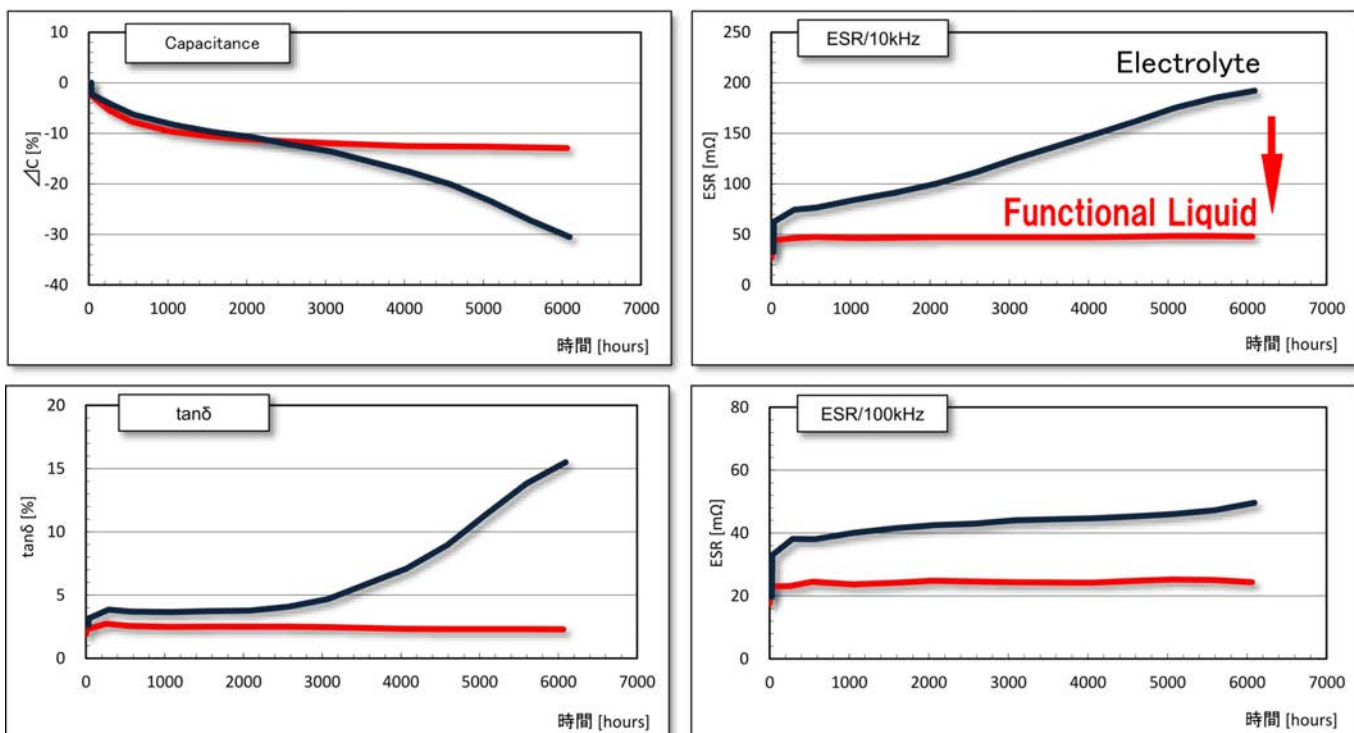 Capacitance
10
0
-10
-20
-30
-40
⊿C [%]
0 1000 2000 3000 4000 5000 6000 7000
時間 [hours]
ESR/10kHz
250
200
150
100
50
0
ESR [mΩ]
Electrolyte
Functional Liquid
0 1000 2000 3000 4000 5000 6000 7000
時間 [hours]
tanδ
20
15
10
5
0
tanδ [%]
0 1000 2000 3000 4000 5000 6000 7000
時間 [hours]
ESR/100kHz
80
60
40
20
0
ESR [mΩ]
0 1000 2000 3000 4000 5000 6000 7000
時間 [hours]